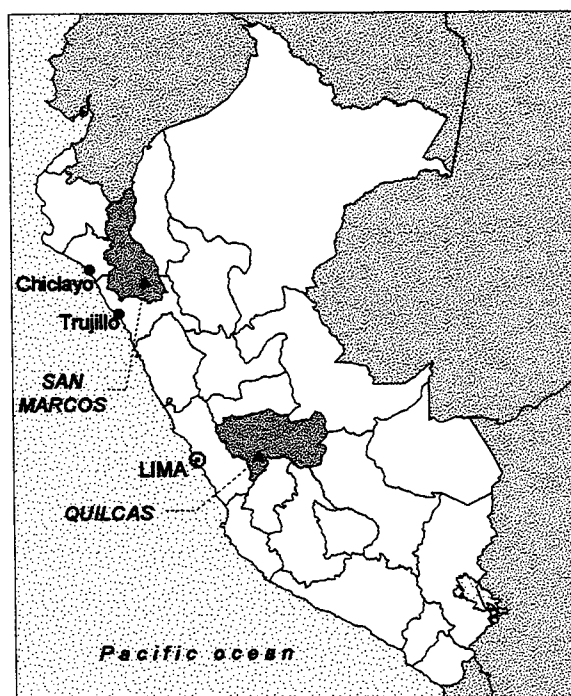 Chiclayo
Trujillo
SAN
MARCOS
LIMA
QUILCAS
Pacific ocean